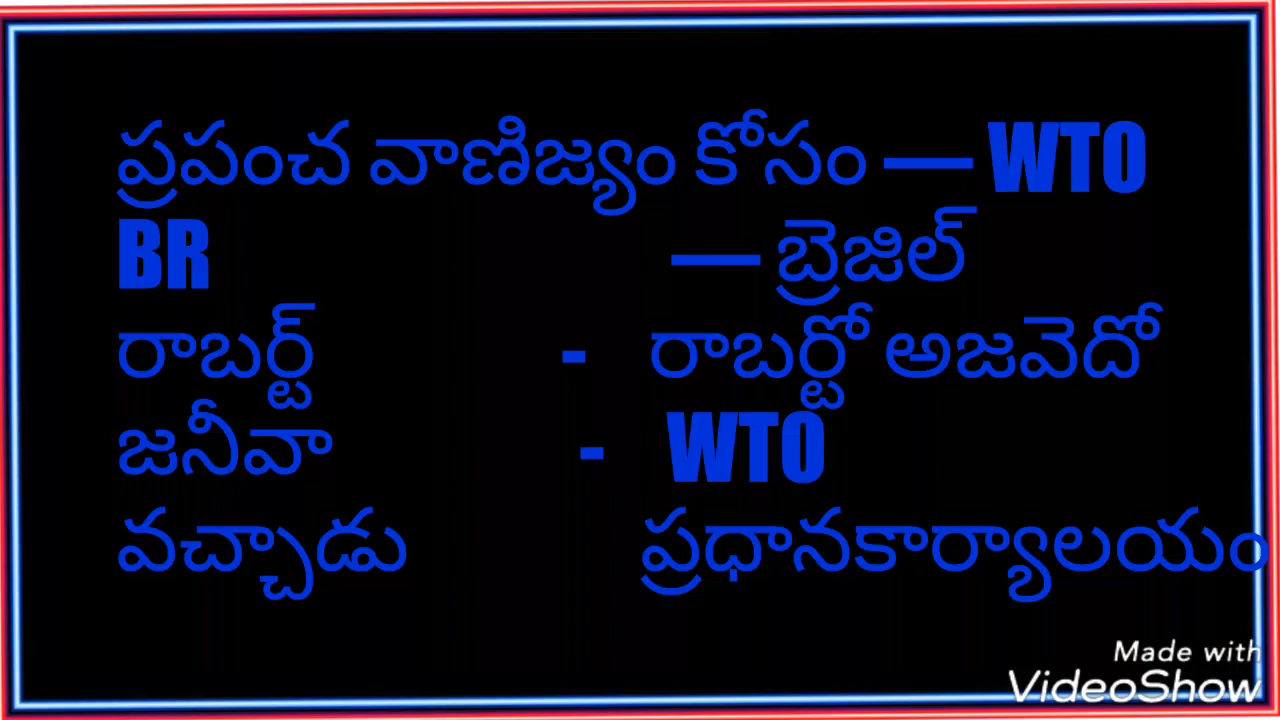 ప్రపంచ వాణిజ్యం కోసం — WTO
BR — బ్రెజిల్
రాబర్ట్ - రాబర్టో అజవెదో
జనీవా - WTO
వచ్చాడు ప్రధానకార్యాలయం
Made with
VideoShow